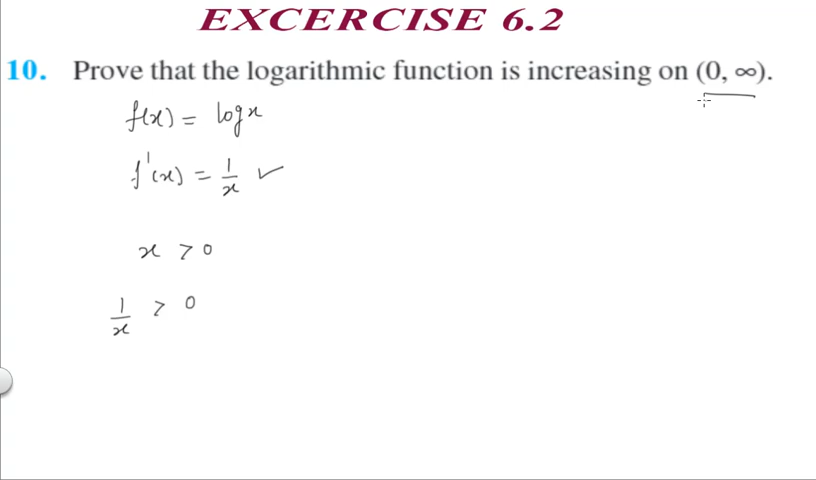 EXCERCISE 6.2
10. Prove that the logarithmic function is increasing on (0, ∞).
f(x) = log x
f'(x) = 1/x ✓
x > 0
1/x > 0